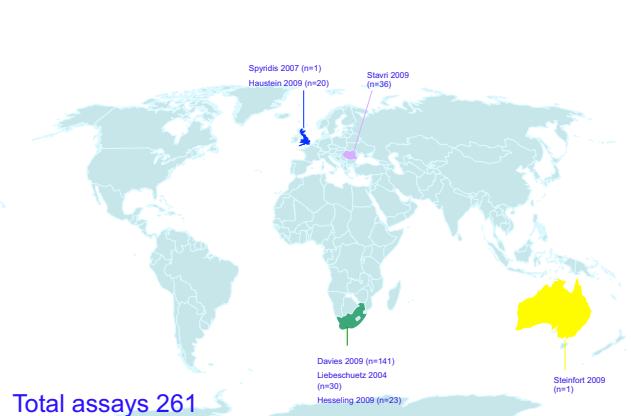 Spyridis 2007 (n=1)
Haustein 2009 (n=20)
Stavri 2009
(n=36)
Davies 2009 (n=141)
Liebeschuetz 2004
(n=30)
Hesseling 2009 (n=23)
Steinfort 2009
(n=1)
Total assays 261